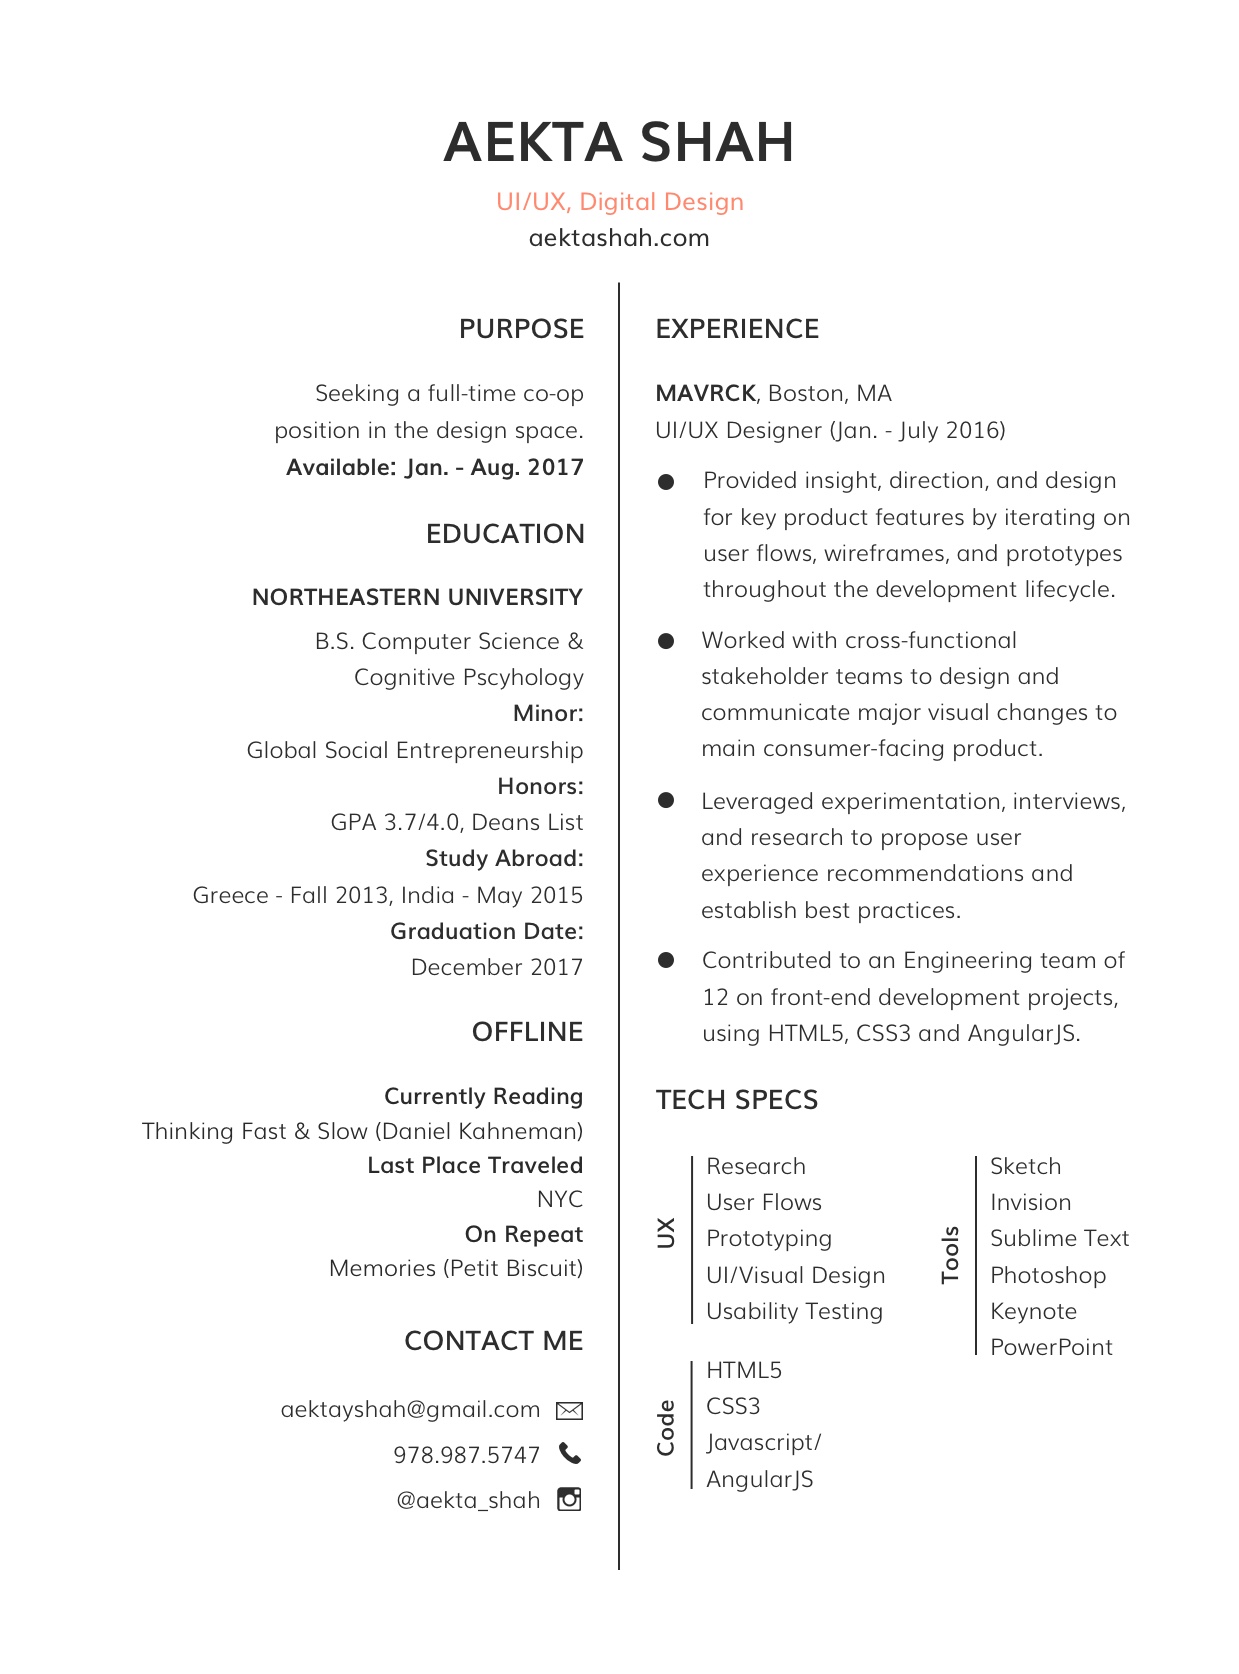 AEKTA SHAH
UI/UX, Digital Design
aektashah.com
PURPOSE
Seeking a full-time co-op
position in the design space.
Available: Jan. - Aug. 2017
EDUCATION
NORTHEASTERN UNIVERSITY
B.S. Computer Science &
Cognitive Pscyhology
Minor:
Global Social Entrepreneurship
Honors:
GPA 3.7/4.0, Deans List
Study Abroad:
Greece - Fall 2013, India - May 2015
Graduation Date:
December 2017
OFFLINE
Currently Reading
Thinking Fast & Slow (Daniel Kahneman)
Last Place Traveled
NYC
On Repeat
Memories (Petit Biscuit)
CONTACT ME
aektayshah@gmail.com
978.987.5747
@aekta_shah
EXPERIENCE
MAVRCK, Boston, MA
UI/UX Designer (Jan. - July 2016)
● Provided insight, direction, and design
for key product features by iterating on
user flows, wireframes, and prototypes
throughout the development lifecycle.
● Worked with cross-functional
stakeholder teams to design and
communicate major visual changes to
main consumer-facing product.
● Leveraged experimentation, interviews,
and research to propose user
experience recommendations and
establish best practices.
● Contributed to an Engineering team of
12 on front-end development projects,
using HTML5, CSS3 and AngularJS.
TECH SPECS
UX
Research
User Flows
Prototyping
UI/Visual Design
Usability Testing
Code
HTML5
CSS3
Javascript/
AngularJS
Tools
Sketch
Invision
Sublime Text
Photoshop
Keynote
PowerPoint